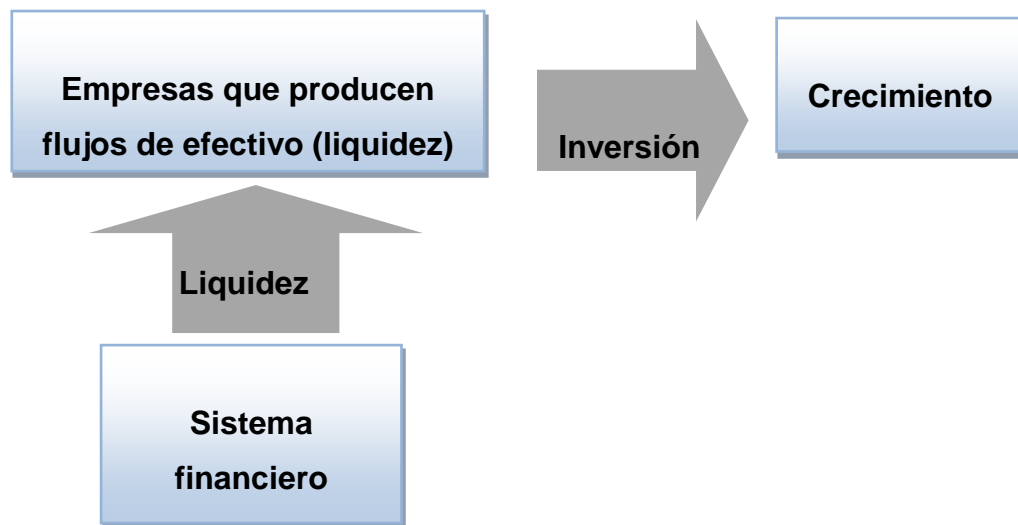 Empresas que producen
flujos de efectivo (liquidez)
Inversión
Crecimiento
Liquidez
Sistema
financiero